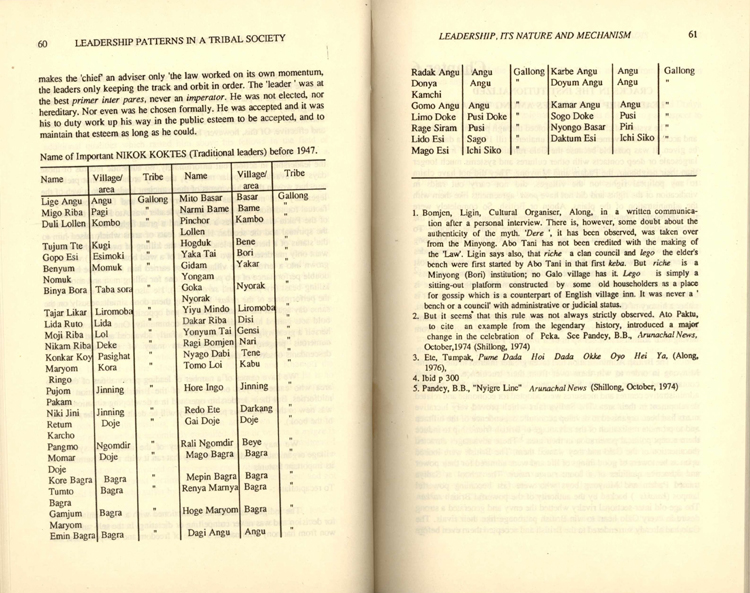 60 LEADERSHIP PATTERNS IN A TRIBAL SOCIETY
makes the 'chief' an adviser only 'the law worked on its own momentum,
the leaders only keeping the track and orbit in order. The 'leader ' was at
the best primer inter pares, never an imperator. He was not elected, nor
hereditary. Nor even was he chosen formally. He was accepted and it was
his to duty work up his way in the public esteem to be accepted, and to
maintain that esteem as long as he could.
Name of Important NIKOK KOKTES (Traditional leaders) before 1947.
Name Village/ Tribe Name Village/ Tribe
area area
Lige Angu Angu Gallong Mito Basar Basar Gallong
Migo Riba Pagi " Narmi Bame Bame "
Duli Lollen Kombo " Pinchor Kambo "
Lollen
Tujum Tte Kugi " Hogduk Bene "
Gopo Esi Esimoki " Yaka Tai Bori "
Benyum Momuk " Gidam Yakar "
Nomuk Yongam
Binya Bora Taba sora " Goka Nyorak "
Nyorak
Tajar Likar Liromoba " Yiyu Mindo Liromoba "
Lida Ruto Lida " Dakar Riba Disi "
Moji Riba Lol " Yonyum Tai Gensi "
Nikam Riba Deke " Ragi Bomjen Nari "
Konkar Koy Pasighat " Nyago Dabi Tene "
Maryom Kora " Tomo Loi Kabu "
Ringo
Pujom Jinning " Hore Ingo Jinning "
Pakam
Niki Jini Jinning " Redo Ete Darkang "
Retum Doje " Gai Doje Doje "
Karcho
Pangmo Ngomdir " Rali Ngomdir Beye "
Momar Doje " Mago Bagra Bagra "
Doje
Kore Bagra Bagra " Mepin Bagra Bagra "
Tumto Bagra " Renya Mamya Bagra "
Bagra
Gamjum Bagra " Hoge Maryom Bagra "
Maryom
Emin Bagra Bagra " Dagi Angu Angu "
LEADERSHIP, ITS NATURE AND MECHANISM 61
Radak Angu Angu Gallong Karbe Angu Angu Gallong
Donya Angu " Doyum Angu Angu "
Kamchi
Gomo Angu Angu " Kamar Angu Angu "
Limo Doke Pusi Doke " Sogo Doke Pusi "
Rage Siram Pusi " Nyongo Basar Piri "
Lido Esi Sago " Daktum Esi Ichi Siko "
Mago Esi Ichi Siko "
1. Bomjen, Ligin, Cultural Organiser, Along, in a written communica-
tion after a personal interview. There is, however, some doubt about the
authenticity of the myth. 'Dere ', it has been observed, was taken over
from the Minyong. Abo Tani has not been credited with the making of
the 'Law'. Ligin says also, that riche a clan council and lego the elder's
bench were first started by Abo Tani in that first keba. But riche is a
Minyong (Bori) institution; no Galo village has it. Lego is simply a
sitting-out platform constructed by some old householders as a place
for gossip which is a counterpart of English village inn. It was never a '
bench or a council' with administrative or judicial status.
2. But it seems that this rule was not always strictly observed. Ato Paktu,
to cite an example from the legendary history, introduced a major
change in the celebration of Peka. See Pandey, B.B., Arunachal News,
October,1974 (Shillong, 1974)
3. Ete, Tumpak, Pume Dada Hoi Dada Okke Oyo Hei Ya, (Along,
1976),
4. Ibid p 300
5. Pandey, B.B., "Nyigre Line" Arunachal News (Shillong, October, 1974)